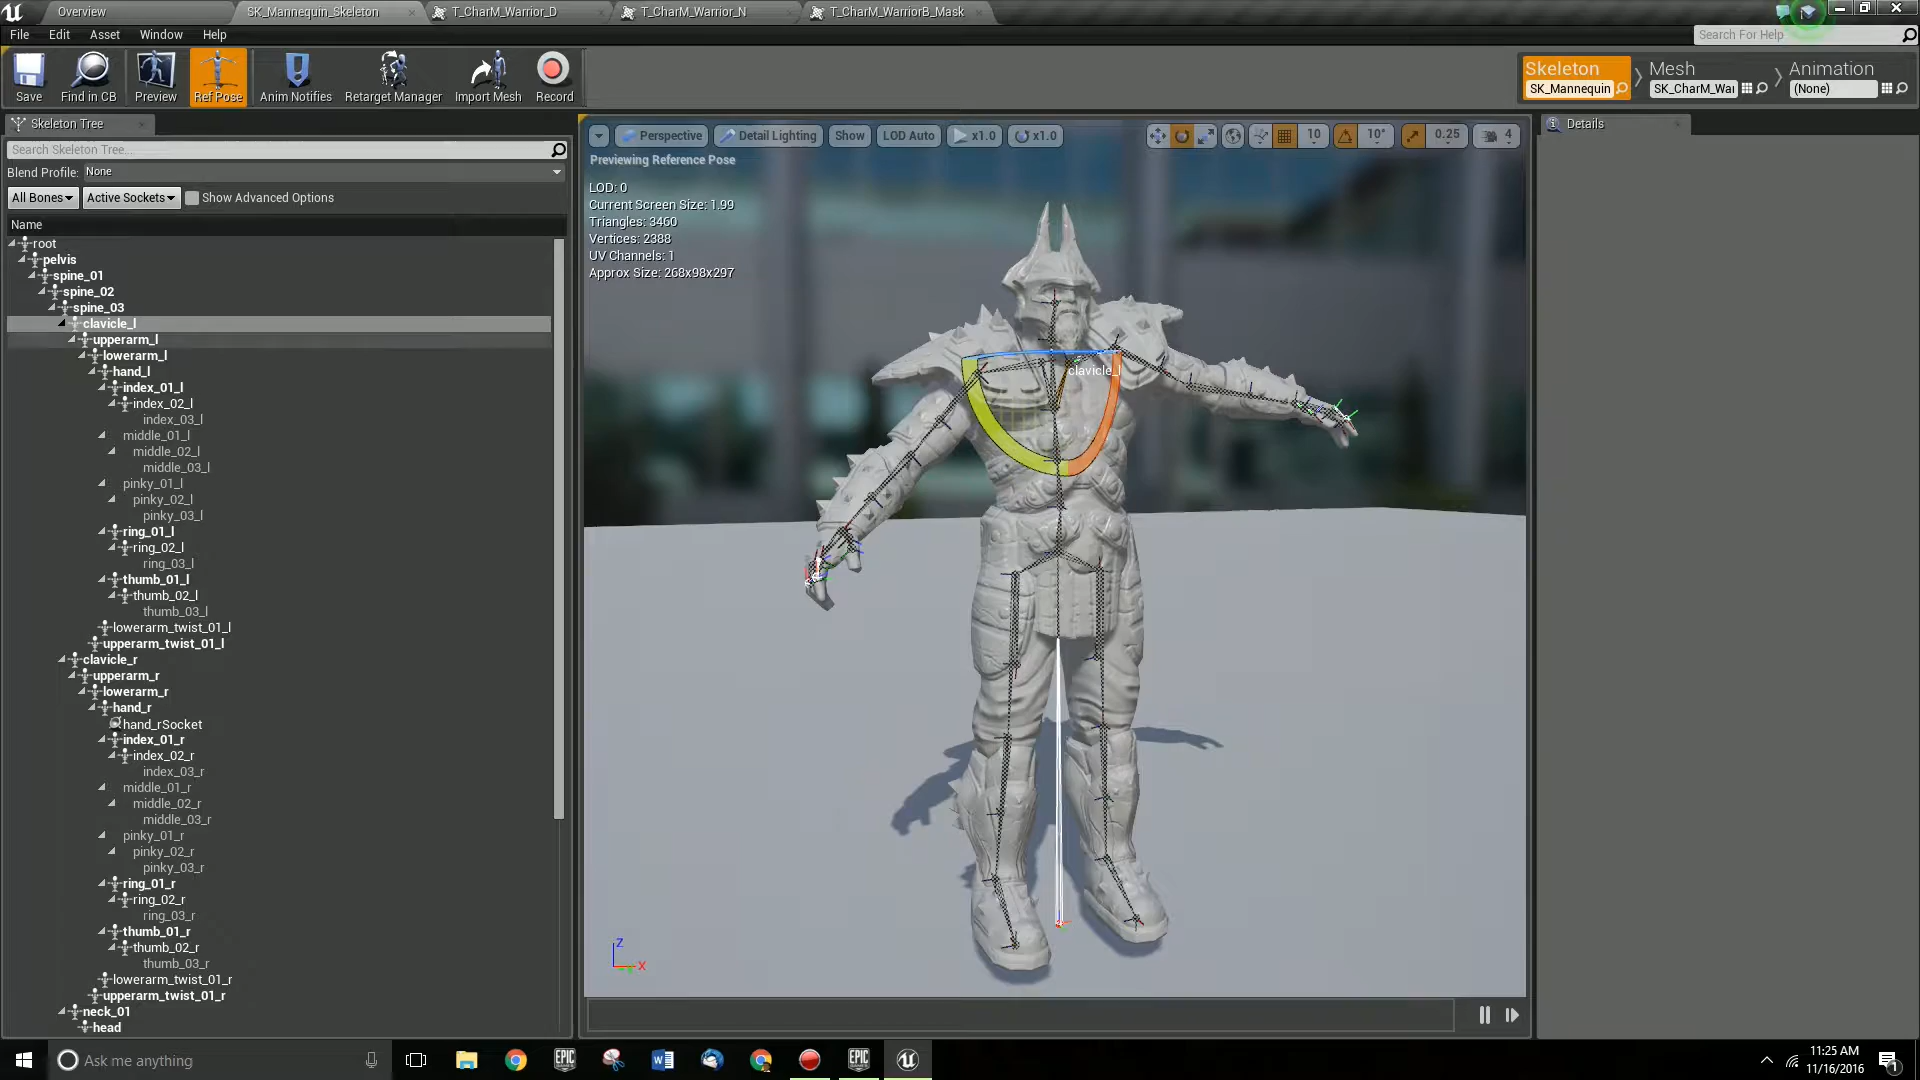 Overview
SK_Mannequin_Skeleton
T_CharM_Warrior_D
T_CharM_Warrior_N
T_CharM_WarriorB_Mask
File Edit Asset Window Help
Search For Help
Save
Find in CB
Preview
Ref Pose
Anim Notifies
Retarget Manager
Import Mesh
Record
Skeleton
SK_Mannequin
Mesh
SK_CharM_Wai
Animation
(None)
Skeleton Tree
Search Skeleton Tree...
Blend Profile: None
All Bones Active Sockets Show Advanced Options
Name
root
pelvis
spine_01
spine_02
spine_03
clavicle_l
upperarm_l
lowerarm_l
hand_l
index_01_l
index_02_l
index_03_l
middle_01_l
middle_02_l
middle_03_l
pinky_01_l
pinky_02_l
pinky_03_l
ring_01_l
ring_02_l
ring_03_l
thumb_01_l
thumb_02_l
thumb_03_l
lowerarm_twist_01_l
upperarm_twist_01_l
clavicle_r
upperarm_r
lowerarm_r
hand_r
hand_rSocket
index_01_r
index_02_r
index_03_r
middle_01_r
middle_02_r
middle_03_r
pinky_01_r
pinky_02_r
pinky_03_r
ring_01_r
ring_02_r
ring_03_r
thumb_01_r
thumb_02_r
thumb_03_r
lowerarm_twist_01_r
upperarm_twist_01_r
neck_01
head
Perspective Detail Lighting Show LOD Auto x1.0 x1.0 10 10° 0.25 4
Previewing Reference Pose
LOD: 0
Current Screen Size: 1.99
Triangles: 3460
Vertices: 2388
UV Channels: 1
Approx Size: 268x98x297
clavicle_l
Z
X
Details
Ask me anything
EPIC
GAMES
EPIC
GAMES
11:25 AM
11/16/2016
1